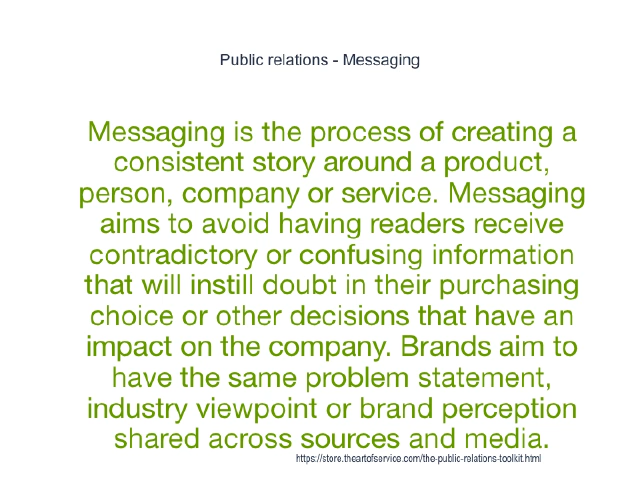 Public relations - Messaging
Messaging is the process of creating a
consistent story around a product,
person, company or service. Messaging
aims to avoid having readers receive
contradictory or confusing information
that will instill doubt in their purchasing
choice or other decisions that have an
impact on the company. Brands aim to
have the same problem statement,
industry viewpoint or brand perception
shared across sources and media.
https://store.theartofservice.com/the-public-relations-toolkit.html